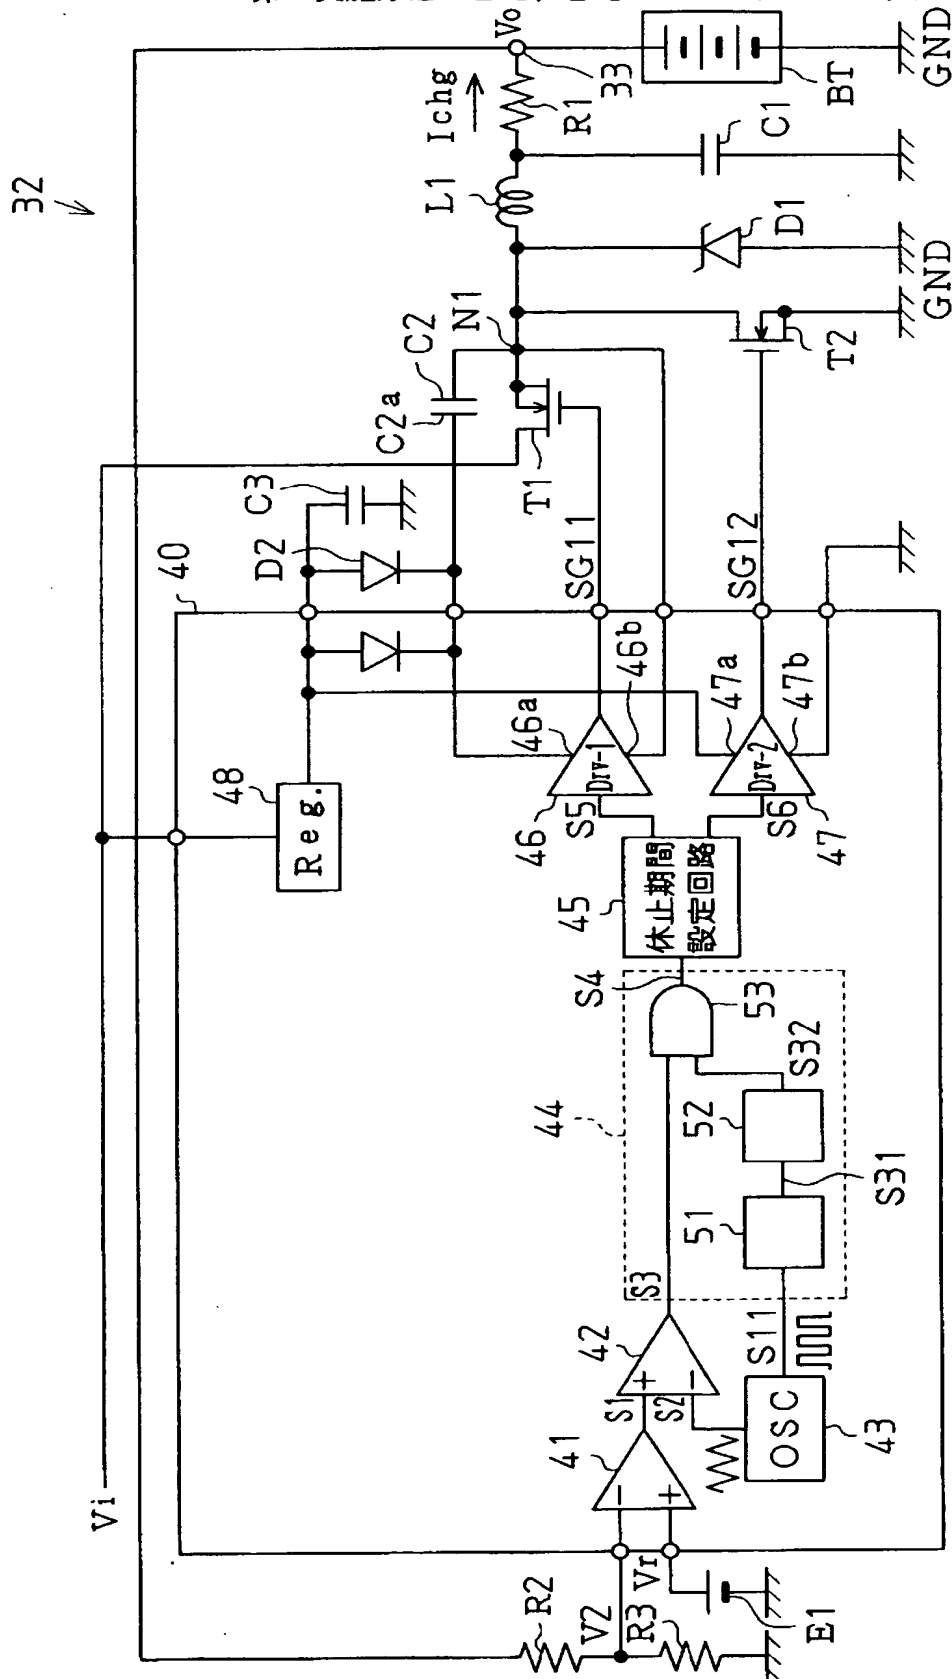 32
Vi
Vo
Ichg
33
R1
L1
BT
GND
C1
D1
GND
N1
C2
C2a
T1
T2
C3
D2
40
SG11
SG12
48
Reg.
46a
46b
47a
47b
Drv-1
Drv-2
46
47
S5
S6
45
休止期間
設定回路
S4
53
44
S32
52
S31
51
S3
S11
42
+
−
S1
S2
OSC
43
41
−
+
R2
V2
R3
Vr
E1